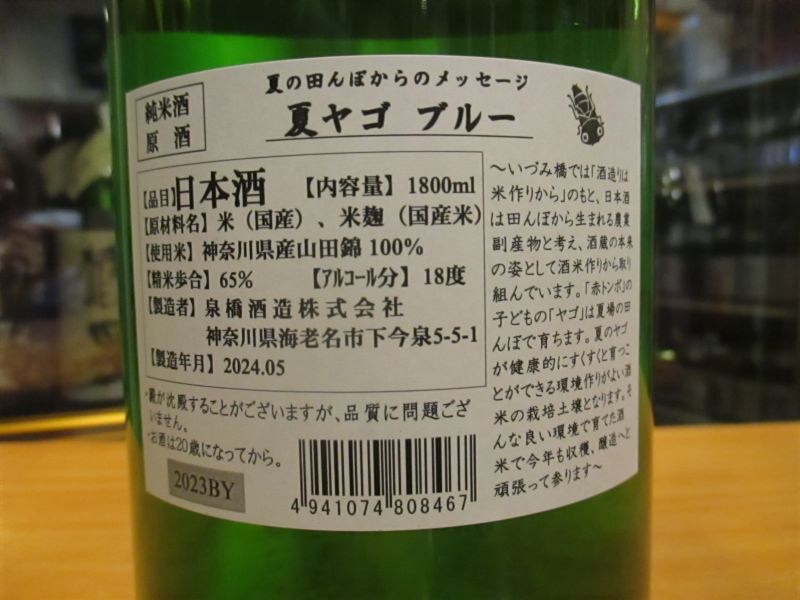 夏の田んぼからのメッセージ
純米酒
原酒
夏ヤゴ ブルー
【品目】日本酒 【内容量】1800ml
【原材料名】米（国産）、米麹（国産米）
【使用米】神奈川県産山田錦100%
【精米歩合】65% 【アルコール分】18度
【製造者】泉橋酒造株式会社
神奈川県海老名市下今泉5-5-1
【製造年月】2024.05
～いづみ橋では「酒造りは
米作りから」のもと、日本酒
は田んぼから生まれる農業
副産物と考え、酒蔵の本来
の姿として酒米作りから取り
組んでいます。「赤トンボ」の
子どもの「ヤゴ」は夏場の田
んぼで育ちます。夏のヤゴ
が健康的にすくすくと育つこ
とができる環境作りがよい酒
米の栽培土壌となります。そ
んな良い環境で育てた酒
米で今年も収穫、醸造へと
頑張って参ります～
・澱が沈殿することがございますが、品質に問題ござ
いません。
・お酒は20歳になってから。
2023BY
4 941074 808467